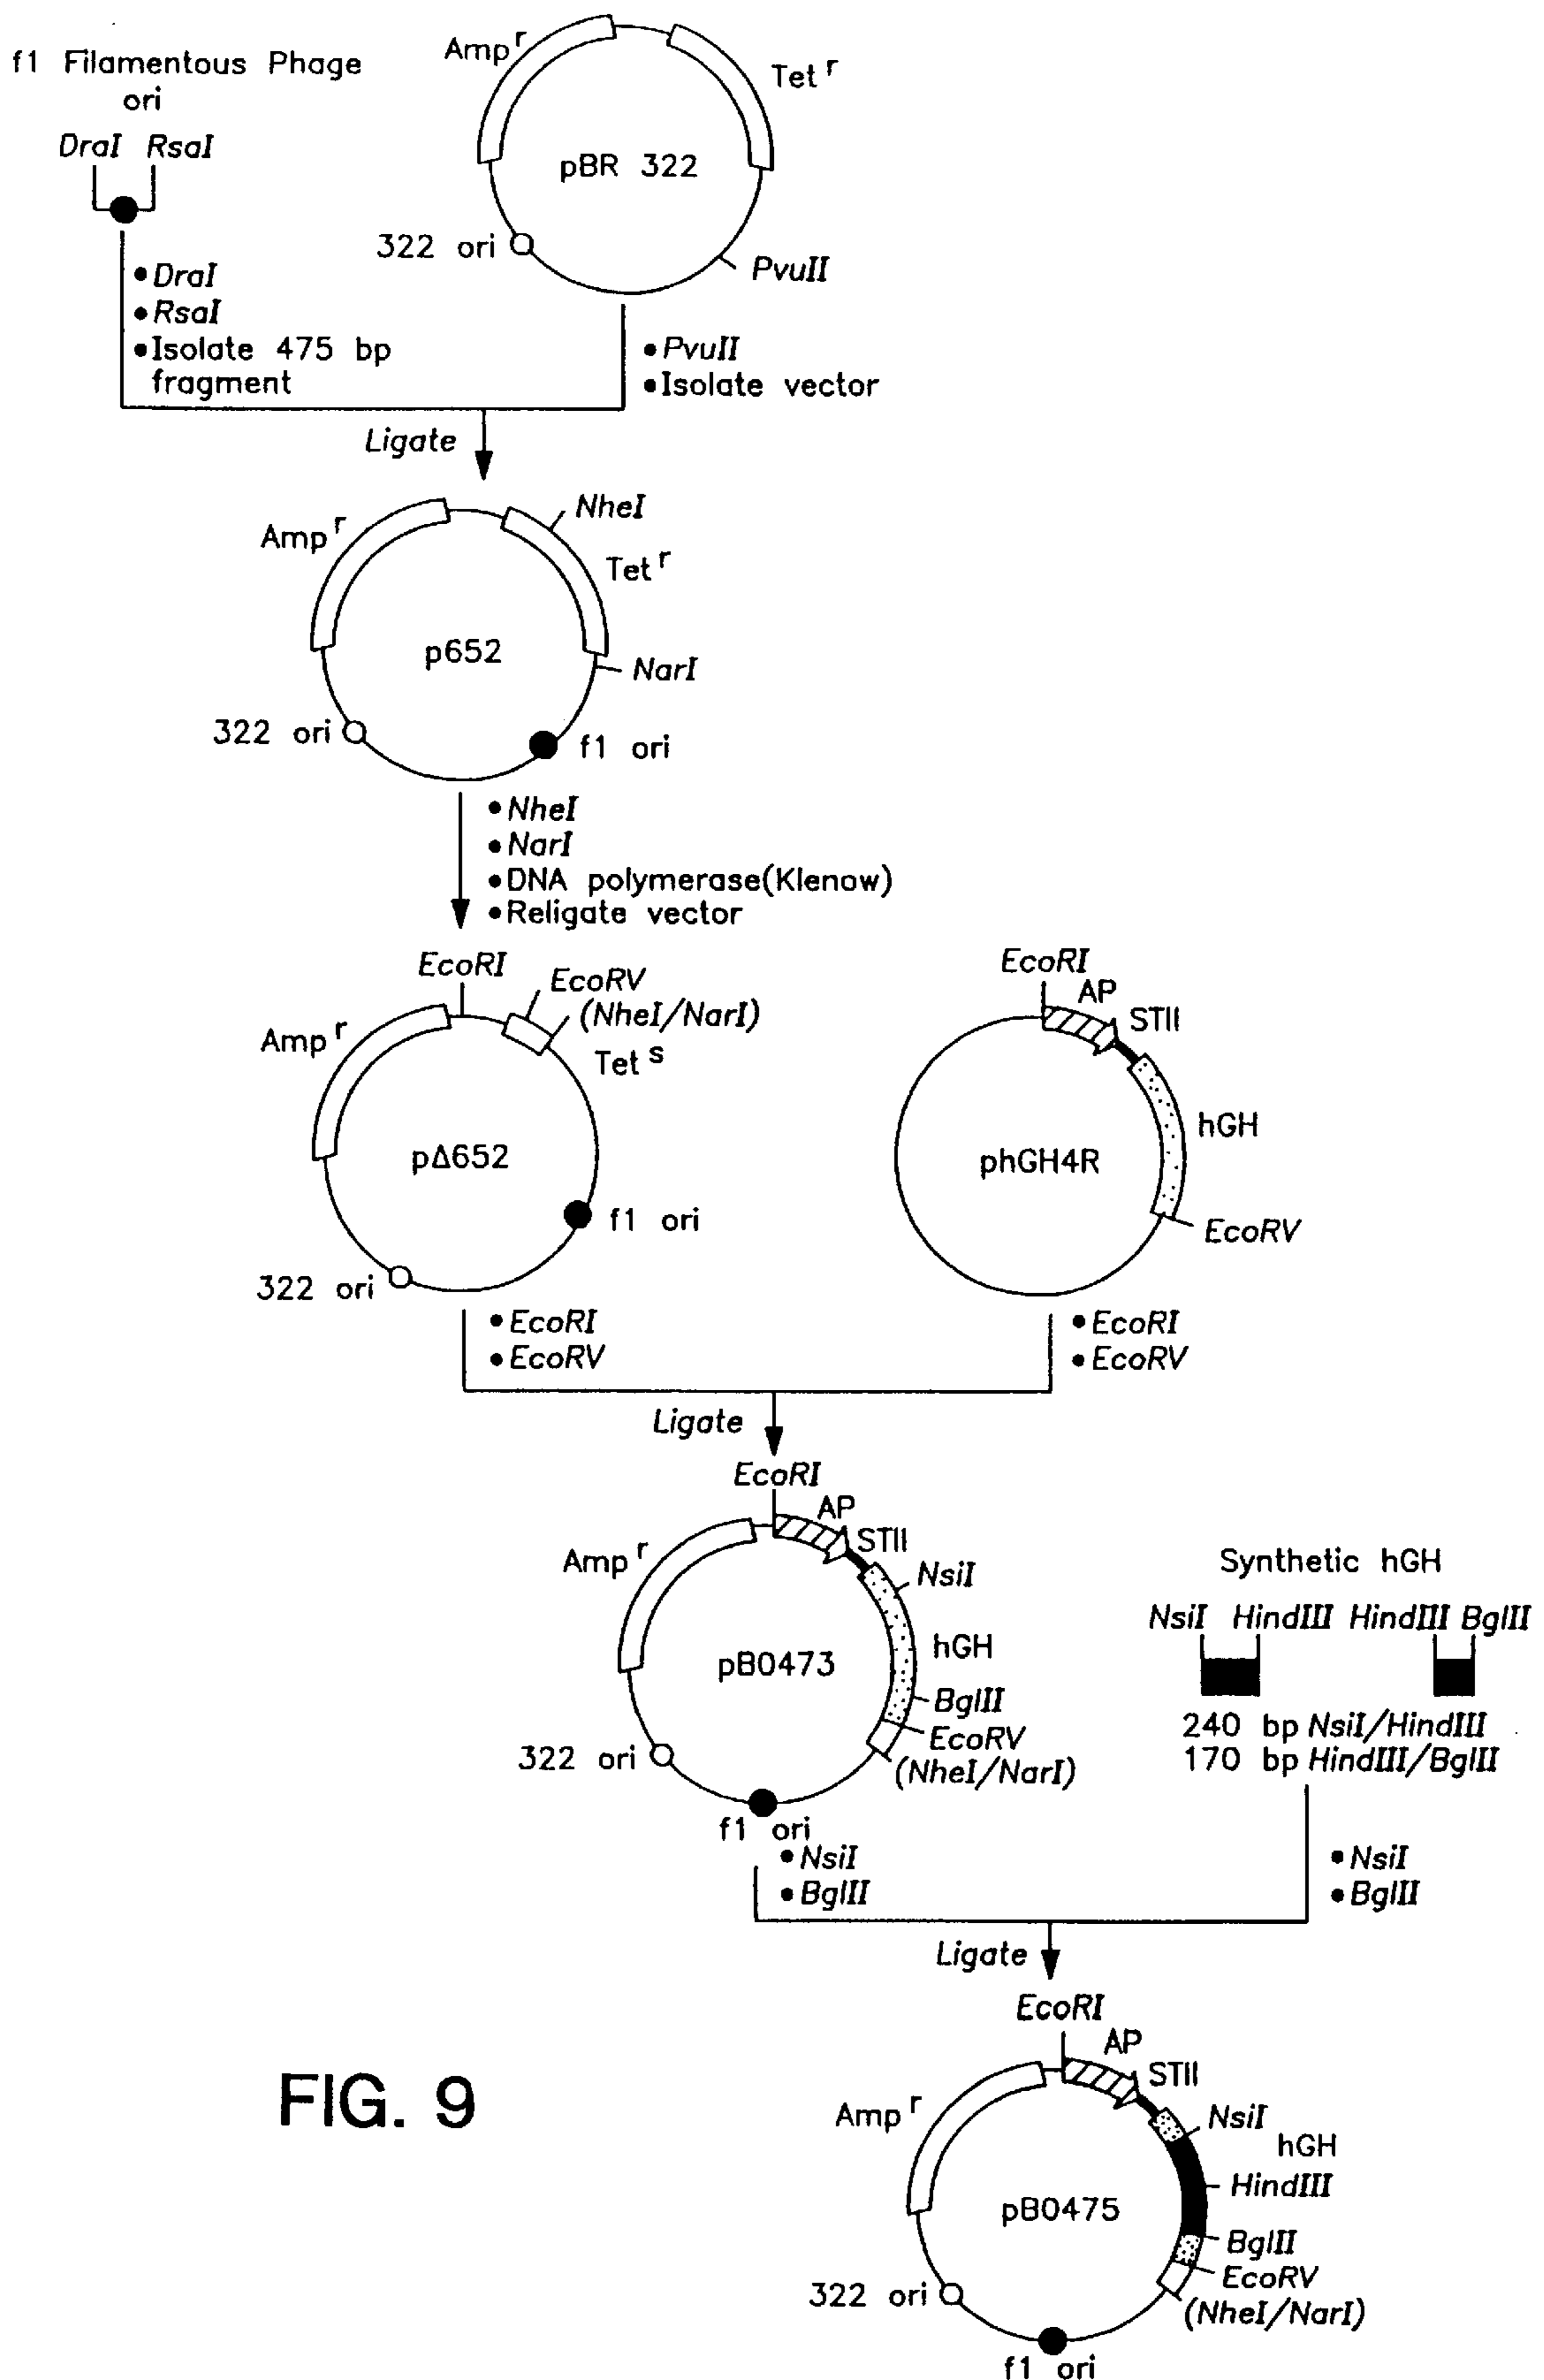 f1 Filamentous Phage
ori
DraI RsaI
Amp r
Tet r
pBR 322
322 ori
PvuII
•DraI
•RsaI
•Isolate 475 bp
fragment
•PvuII
•Isolate vector
Ligate
NheI
Amp r
Tet r
p652
NarI
322 ori
f1 ori
•NheI
•NarI
•DNA polymerase(Klenow)
•Religate vector
EcoRI
EcoRV
(NheI/NarI)
Amp r
Tet s
pΔ652
f1 ori
322 ori
EcoRI
AP
STII
hGH
phGH4R
EcoRV
•EcoRI
•EcoRV
•EcoRI
•EcoRV
Ligate
EcoRI
AP
STII
Amp r
NsiI
hGH
pB0473
BglII
EcoRV
(NheI/NarI)
322 ori
f1 ori
Synthetic hGH
NsiI HindIII HindIII BglII
240 bp NsiI/HindIII
170 bp HindIII/BglII
•NsiI
•BglII
•NsiI
•BglII
Ligate
EcoRI
AP
STII
Amp r
NsiI
hGH
HindIII
pB0475
BglII
EcoRV
(NheI/NarI)
322 ori
f1 ori
FIG. 9